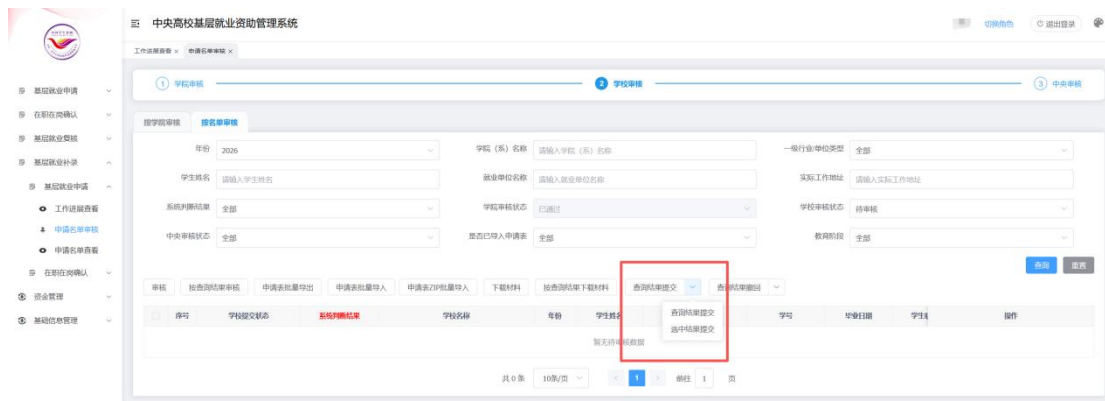 中央高校基层就业资助管理系统
切换角色 退出登录
工作进展查看 × 申请名单审核 ×
1 学院审核 2 学校审核 3 中央审核
基层就业申请
在职在岗确认
基层就业复核
基层就业补录
基层就业申请
工作进展查看
申请名单审核
申请名单查看
在职在岗确认
资金管理
基础信息管理
按学院审核 按名单审核
年份 2026 学院（系）名称 请输入学院（系）名称 一级行业/单位类型 全部
学生姓名 请输入学生姓名 就业单位名称 请输入就业单位名称 实际工作地址 请输入实际工作地址
系统判断结果 全部 学院审核状态 已通过 学校审核状态 待审核
中央审核状态 全部 是否已导入申请表 全部 教育阶段 全部
查询 重置
审核 按查询结果审核 申请表批量导出 申请表批量导入 申请表ZIP批量导入 下载材料 按查询结果下载材料 查询结果提交 查询结果撤回
查询结果提交
选中结果提交
序号 学校提交状态 系统判断结果 学校名称 年份 学生姓名 学号 毕业日期 操作
暂无待审核数据
共 0 条 10条/页 1 前往 1 页